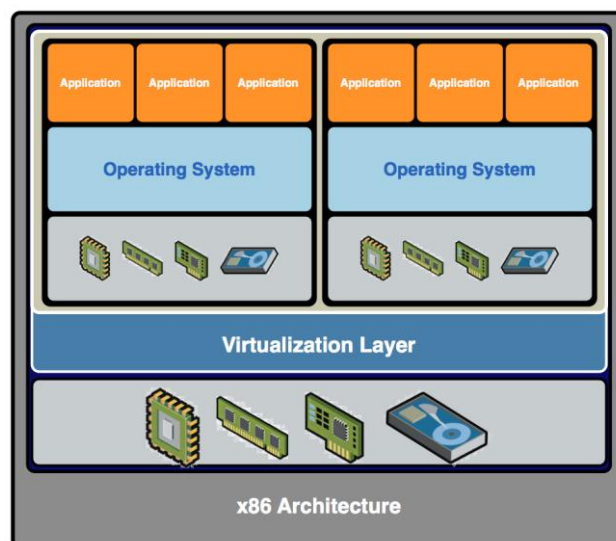 Application Application Application Application Application Application
Operating System Operating System
Virtualization Layer
x86 Architecture